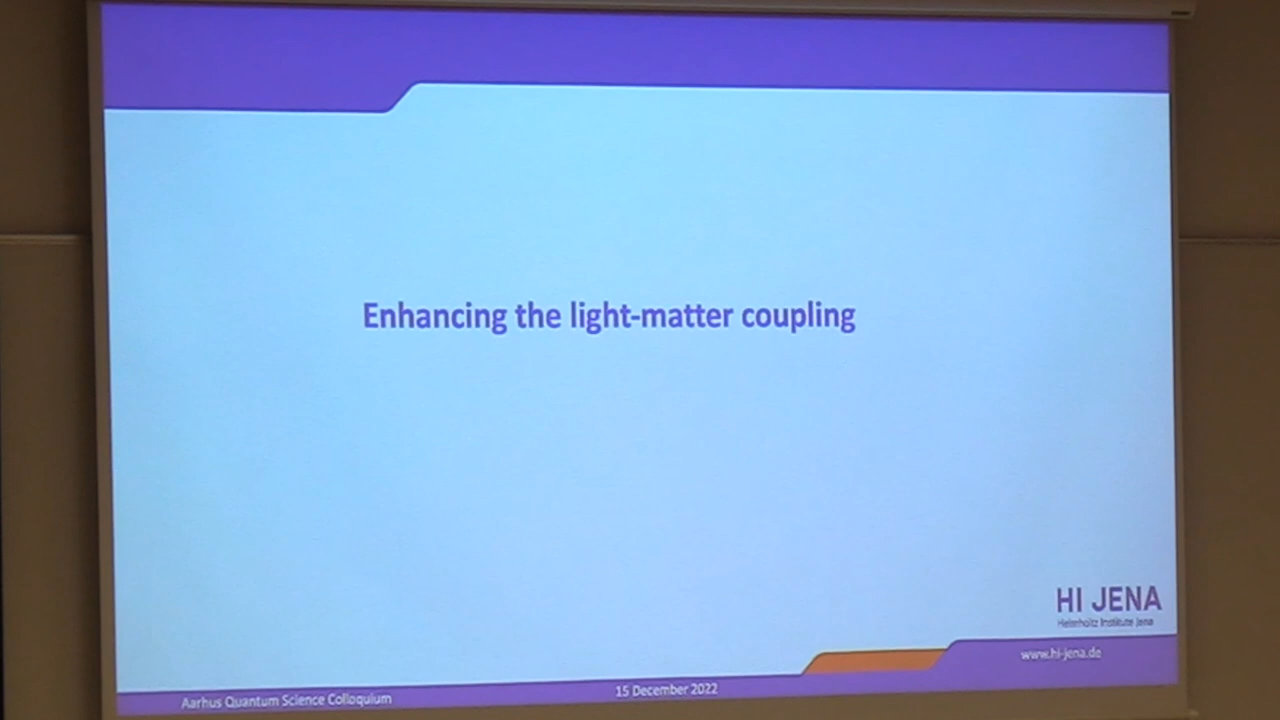 Enhancing the light-matter coupling
HI JENA
Helmholtz Institute Jena
www.hi-jena.de
Aarhus Quantum Science Colloquium
15 December 2022